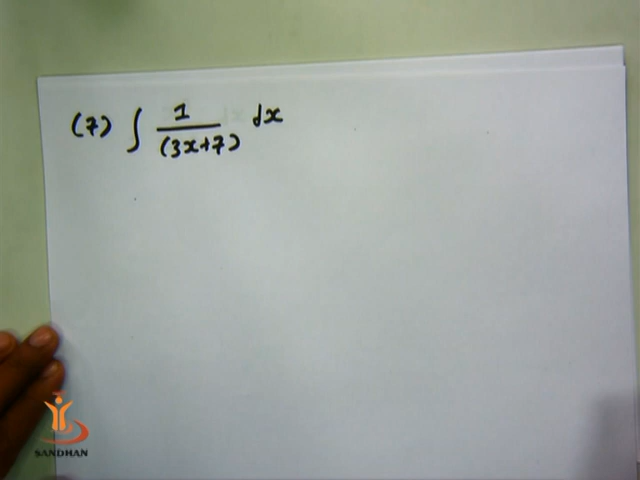 (7) ∫ 1/(3x+7) dx
SANDHAN